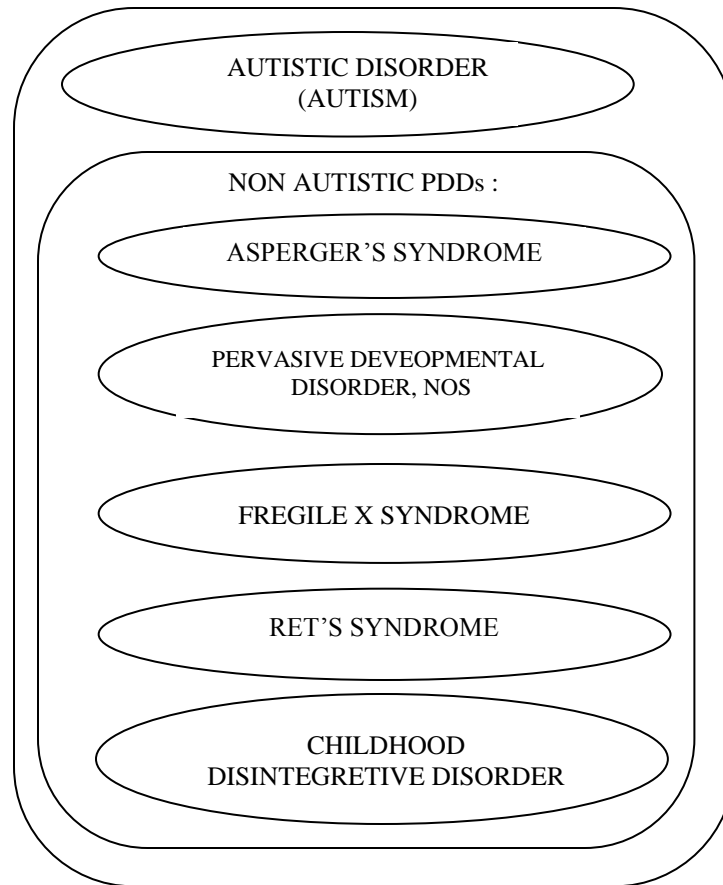 AUTISTIC DISORDER
(AUTISM)
NON AUTISTIC PDDs :
ASPERGER’S SYNDROME
PERVASIVE DEVEOPMENTAL
DISORDER, NOS
FREGILE X SYNDROME
RET’S SYNDROME
CHILDHOOD
DISINTEGRETIVE DISORDER